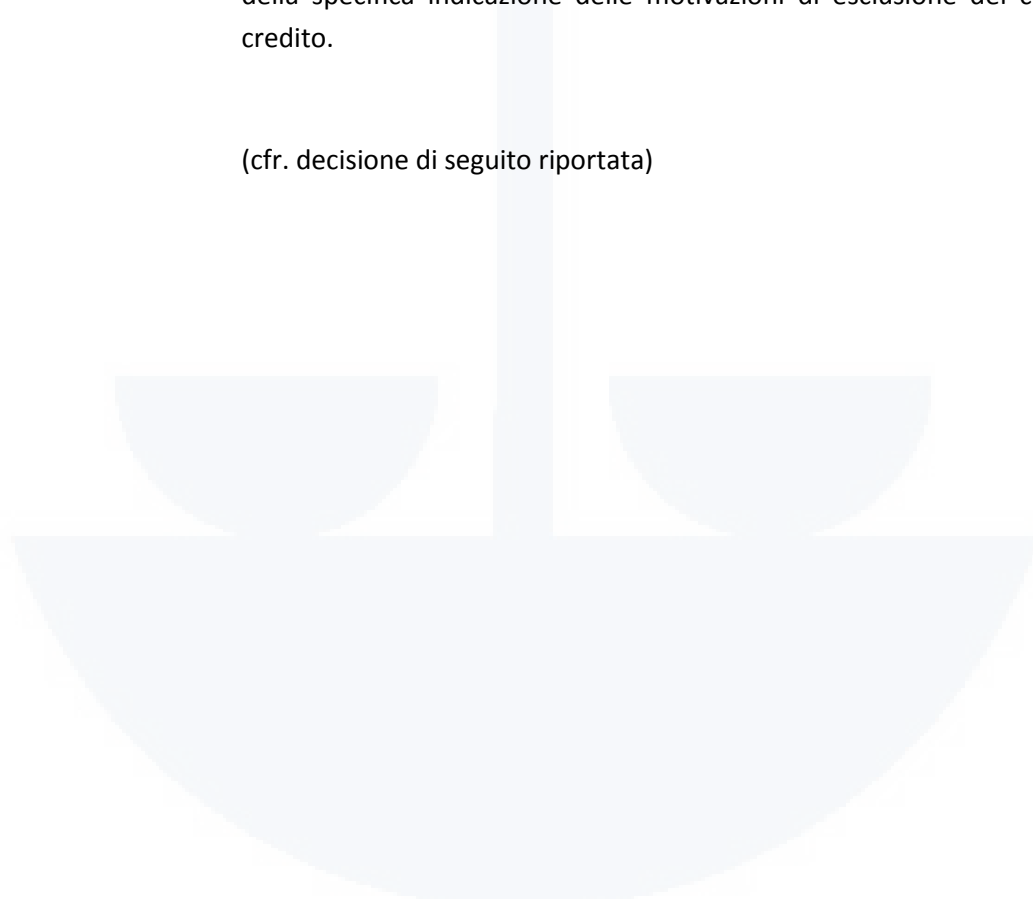 della specifica indicazione delle motivazioni di esclusione del
credito.
(cfr. decisione di seguito riportata)